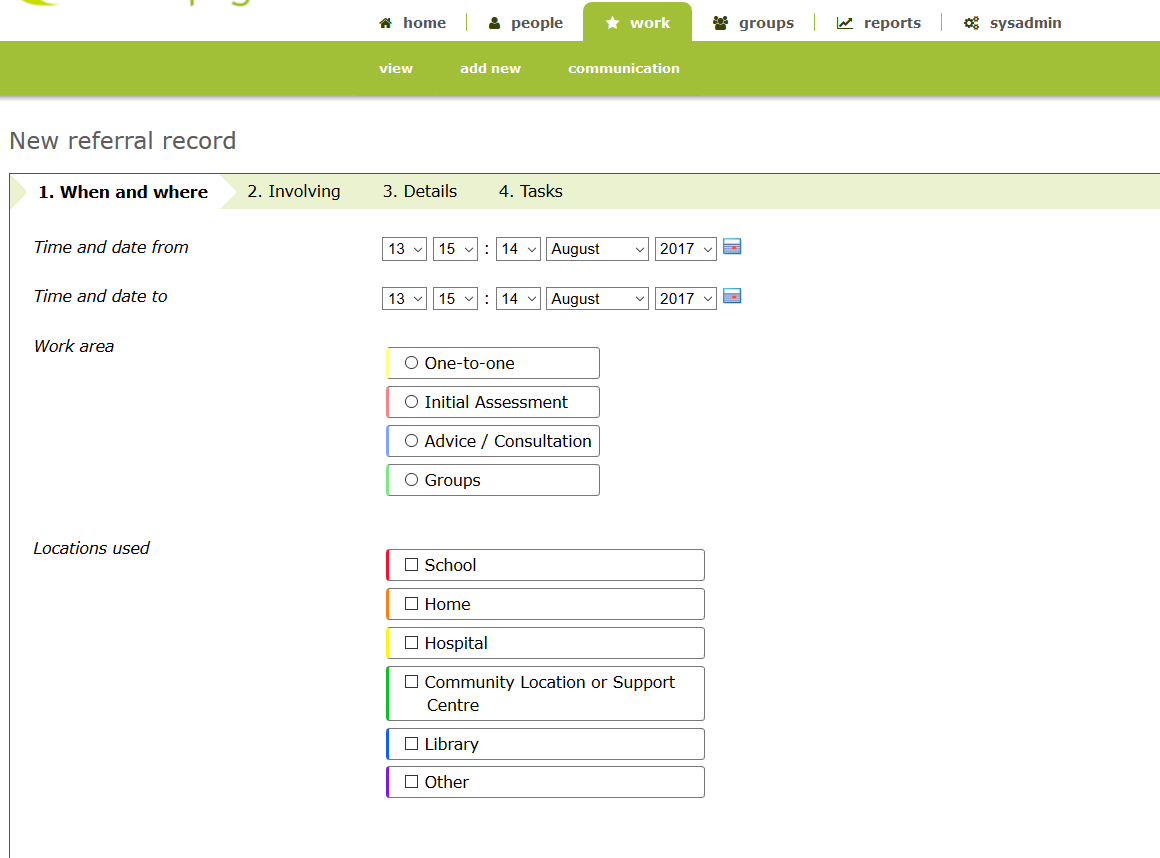 home people work groups reports sysadmin
view add new communication
New referral record
1. When and where 2. Involving 3. Details 4. Tasks
Time and date from 13 15 : 14 August 2017
Time and date to 13 15 : 14 August 2017
Work area
One-to-one
Initial Assessment
Advice / Consultation
Groups
Locations used
School
Home
Hospital
Community Location or Support
Centre
Library
Other